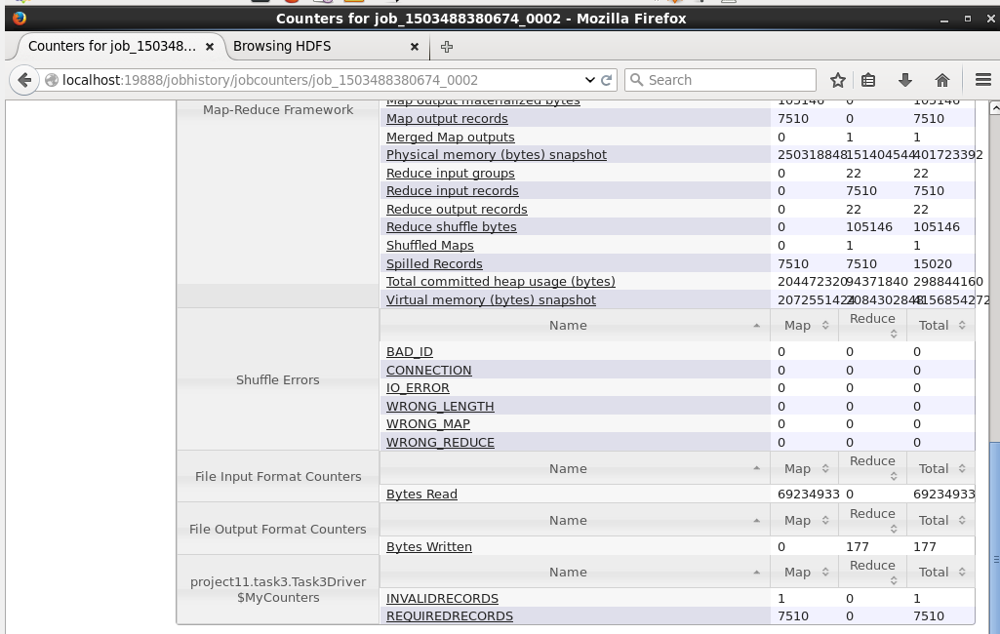 Counters for job_1503488380674_0002 - Mozilla Firefox
Counters for job_150348... × Browsing HDFS ×
localhost:19888/jobhistory/jobcounters/job_1503488380674_0002 Search
Map output materialized bytes 105146 0 105146
Map-Reduce Framework
Map output records 7510 0 7510
Merged Map outputs 0 1 1
Physical memory (bytes) snapshot 250318848 151404544 401723392
Reduce input groups 0 22 22
Reduce input records 0 7510 7510
Reduce output records 0 22 22
Reduce shuffle bytes 0 105146 105146
Shuffled Maps 0 1 1
Spilled Records 7510 7510 15020
Total committed heap usage (bytes) 204472320 94371840 298844160
Virtual memory (bytes) snapshot 2072551424 2084302848 4156854272
Name Map Reduce Total
Shuffle Errors
BAD_ID 0 0 0
CONNECTION 0 0 0
IO_ERROR 0 0 0
WRONG_LENGTH 0 0 0
WRONG_MAP 0 0 0
WRONG_REDUCE 0 0 0
File Input Format Counters
Name Map Reduce Total
Bytes Read 69234933 0 69234933
File Output Format Counters
Name Map Reduce Total
Bytes Written 0 177 177
project11.task3.Task3Driver
$MyCounters
Name Map Reduce Total
INVALIDRECORDS 1 0 1
REQUIREDRECORDS 7510 0 7510